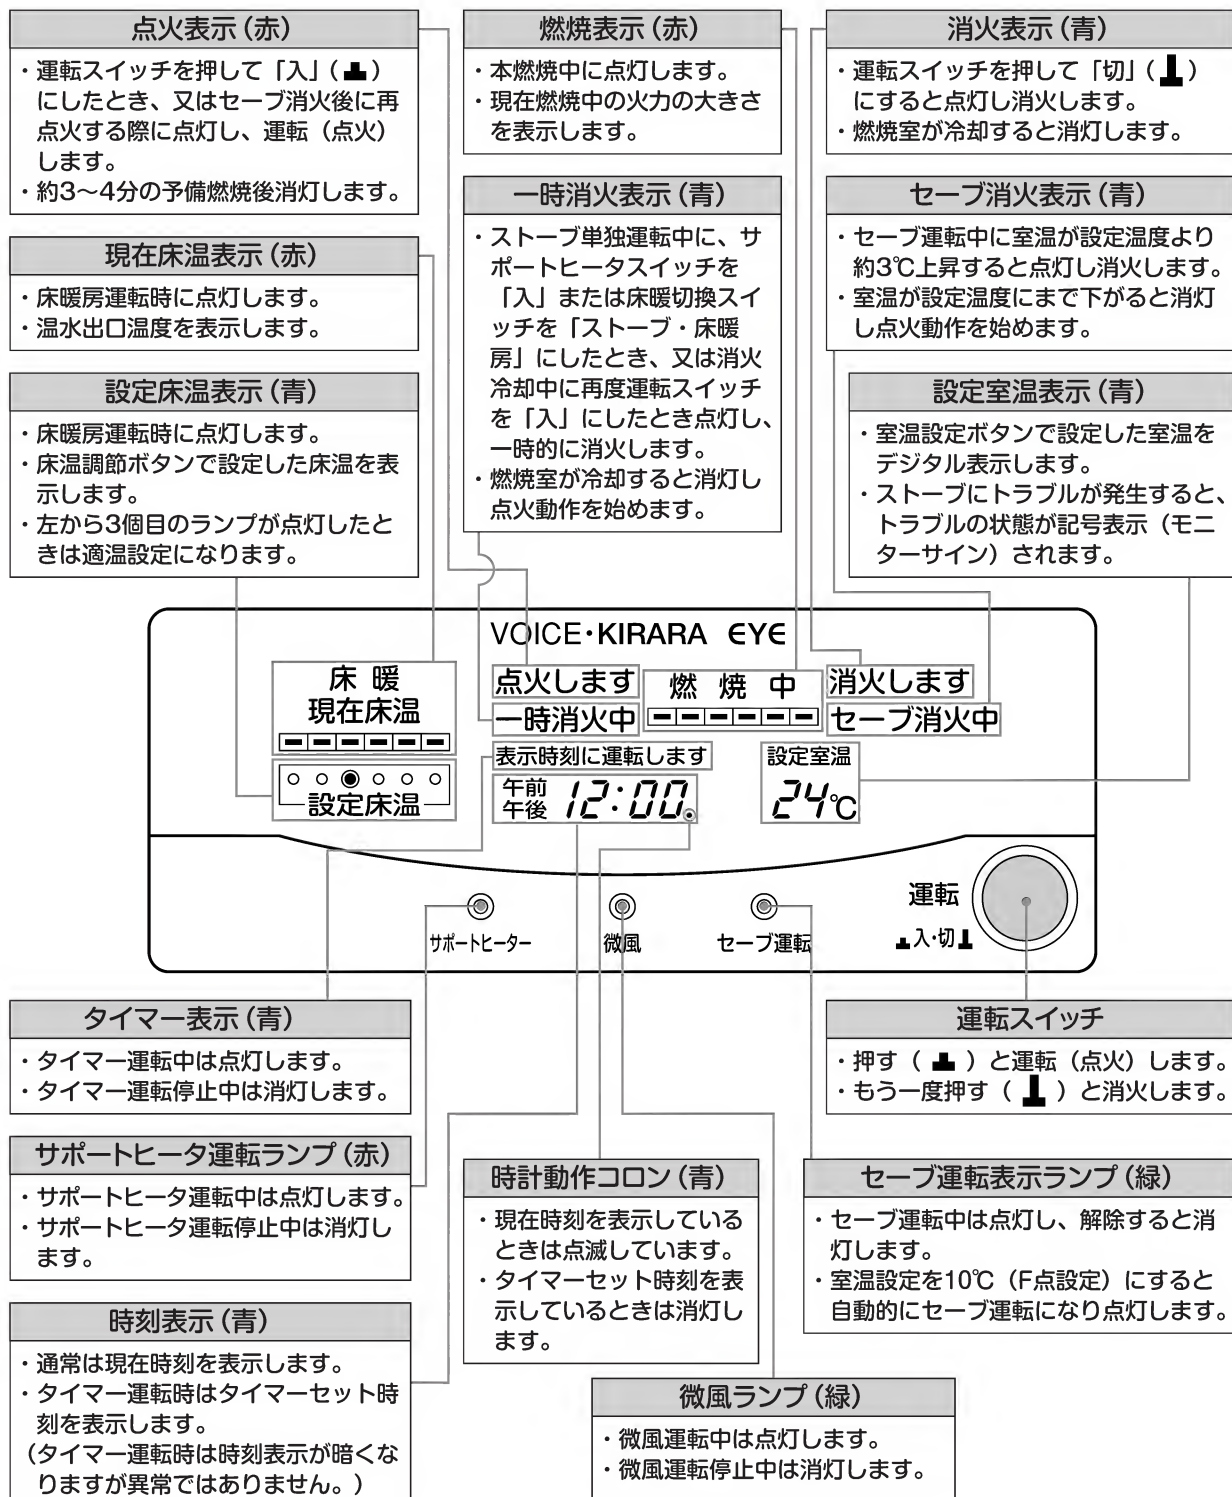 点火表示(赤)
・運転スイッチを押して「入」( )
にしたとき、又はセーブ消火後に再
点火する際に点灯し、運転(点火)
します。
・約3~4分の予備燃焼後消灯します。
現在床温表示(赤)
・床暖房運転時に点灯します。
・温水出口温度を表示します。
設定床温表示(青)
・床暖房運転時に点灯します。
・床温調節ボタンで設定した床温を表
示します。
・左から3個目のランプが点灯したと
きは適温設定になります。
燃焼表示(赤)
・本燃焼中に点灯します。
・現在燃焼中の火力の大きさ
を表示します。
一時消火表示(青)
・ストーブ単独運転中に、サ
ポートヒータスイッチを
「入」または床暖切換スイ
ッチを「ストーブ・床暖
房」にしたとき、又は消火
冷却中に再度運転スイッチ
を「入」にしたとき点灯し、
一時的に消火します。
・燃焼室が冷却すると消灯し
点火動作を始めます。
消火表示(青)
・運転スイッチを押して「切」( )
にすると点灯し消火します。
・燃焼室が冷却すると消灯します。
セーブ消火表示(青)
・セーブ運転中に室温が設定温度より
約3℃上昇すると点灯し消火します。
・室温が設定温度にまで下がると消灯
し点火動作を始めます。
設定室温表示(青)
・室温設定ボタンで設定した室温を
デジタル表示します。
・ストーブにトラブルが発生すると、
トラブルの状態が記号表示(モニ
ターサイン)されます。
VOICE・KIRARA EYE
床暖
現在床温
設定床温
点火します
一時消火中
燃焼中
消火します
セーブ消火中
表示時刻に運転します
午前
午後 12:00.
設定室温
24℃
サポートヒーター
微風
セーブ運転
運転
入・切
タイマー表示(青)
・タイマー運転中は点灯します。
・タイマー運転停止中は消灯します。
サポートヒータ運転ランプ(赤)
・サポートヒータ運転中は点灯します。
・サポートヒータ運転停止中は消灯し
ます。
時刻表示(青)
・通常は現在時刻を表示します。
・タイマー運転時はタイマーセット時
刻を表示します。
(タイマー運転時は時刻表示が暗くな
りますが異常ではありません。)
時計動作コロン(青)
・現在時刻を表示している
ときは点滅しています。
・タイマーセット時刻を表
示しているときは消灯し
ます。
微風ランプ(緑)
・微風運転中は点灯します。
・微風運転停止中は消灯します。
運転スイッチ
・押す( )と運転(点火)します。
・もう一度押す( )と消火します。
セーブ運転表示ランプ(緑)
・セーブ運転中は点灯し、解除すると消
灯します。
・室温設定を10℃(F点設定)にすると
自動的にセーブ運転になり点灯します。